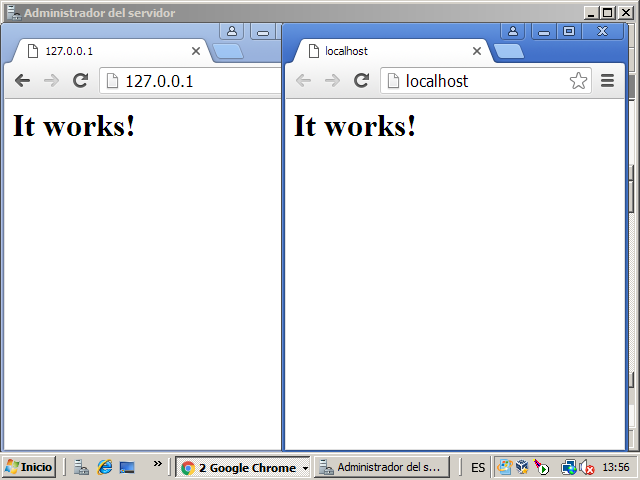 Administrador del servidor
127.0.0.1
localhost
127.0.0.1
localhost
It works!
It works!
Inicio
»
2 Google Chrome
Administrador del s...
ES
13:56